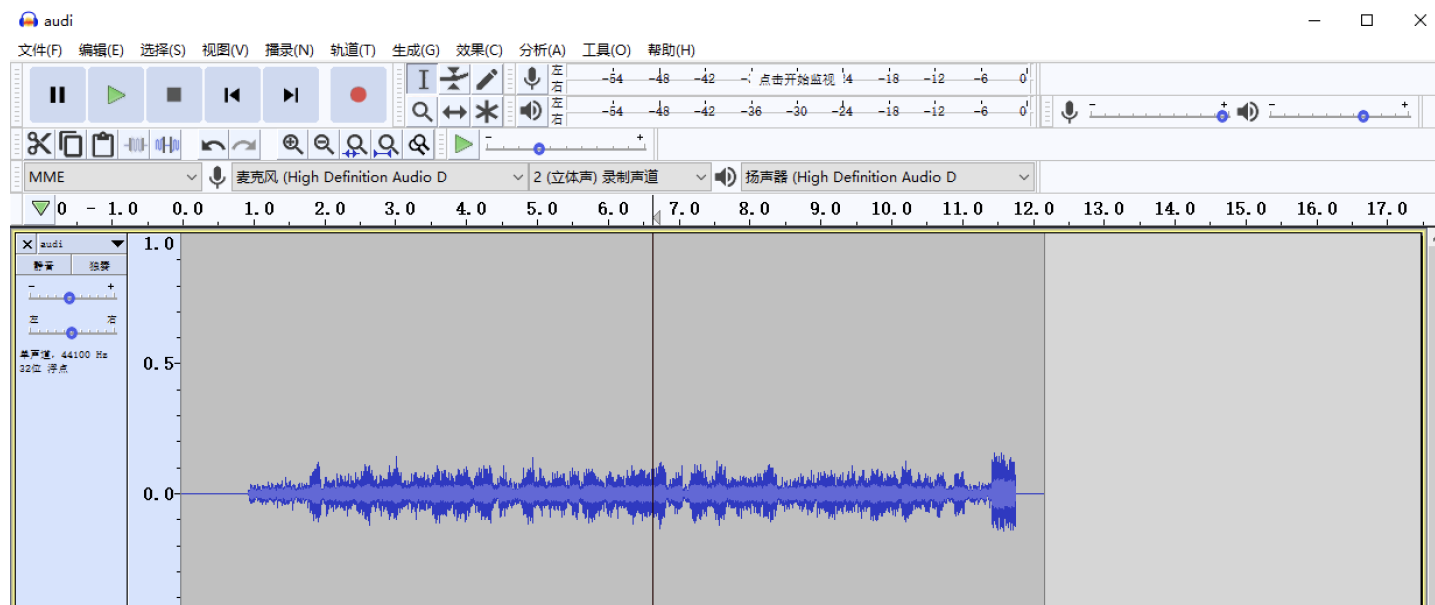 audi
文件(F) 编辑(E) 选择(S) 视图(V) 播录(N) 轨道(T) 生成(G) 效果(C) 分析(A) 工具(O) 帮助(H)
左 右 -54 -48 -42 -3 点击开始监视 !4 -18 -12 -6 0
左 右 -54 -48 -42 -36 -30 -24 -18 -12 -6 0
- + - +
- +
MME 麦克风 (High Definition Audio D 2 (立体声) 录制声道 扬声器 (High Definition Audio D
0 - 1.0 0.0 1.0 2.0 3.0 4.0 5.0 6.0 7.0 8.0 9.0 10.0 11.0 12.0 13.0 14.0 15.0 16.0 17.0
audi 1.0
静音 独奏
- +
左 右
单声道, 44100 Hz
0.5
32位 浮点
0.0